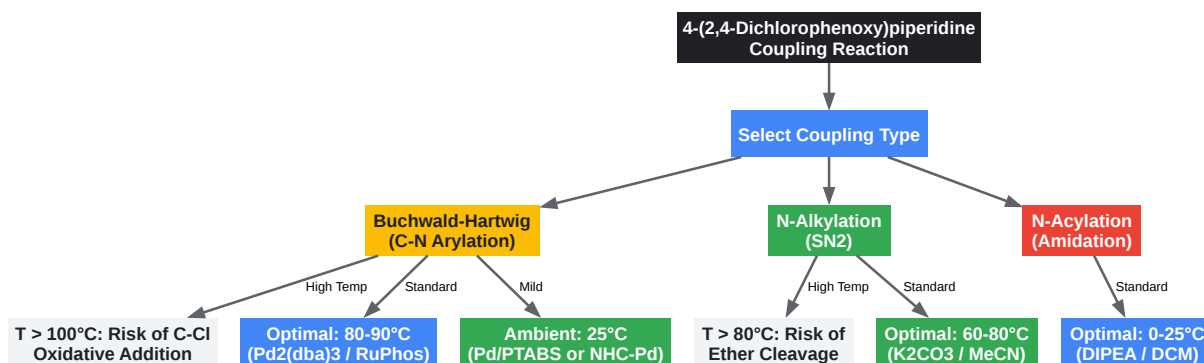 4-(2,4-Dichlorophenoxy)piperidine
Coupling Reaction
Select Coupling Type
Buchwald-Hartwig
(C-N Arylation)
N-Alkylation
(SN2)
N-Acylation
(Amidation)
High Temp
Standard
Mild
High Temp
Standard
Standard
T > 100°C: Risk of C-Cl
Oxidative Addition
Optimal: 80-90°C
(Pd2(dba)3 / RuPhos)
Ambient: 25°C
(Pd/PTABS or NHC-Pd)
T > 80°C: Risk of
Ether Cleavage
Optimal: 60-80°C
(K2CO3 / MeCN)
Optimal: 0-25°C
(DIPEA / DCM)